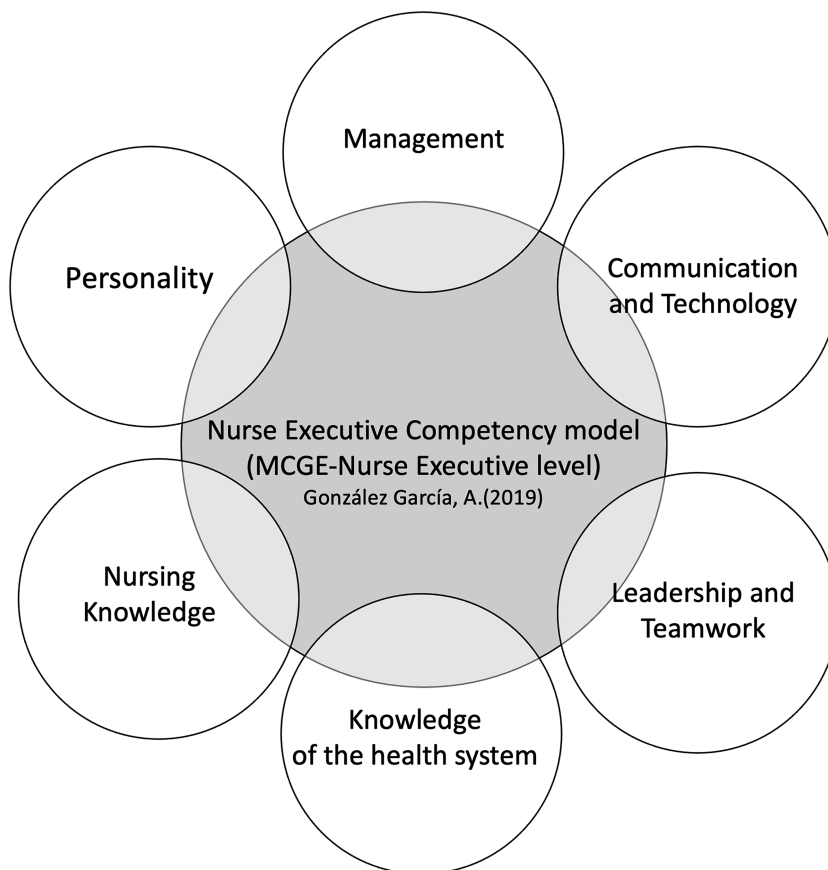 Management
Personality
Communication
and Technology
Nurse Executive Competency model
(MCGE-Nurse Executive level)
González García, A.(2019)
Nursing
Knowledge
Leadership and
Teamwork
Knowledge
of the health system